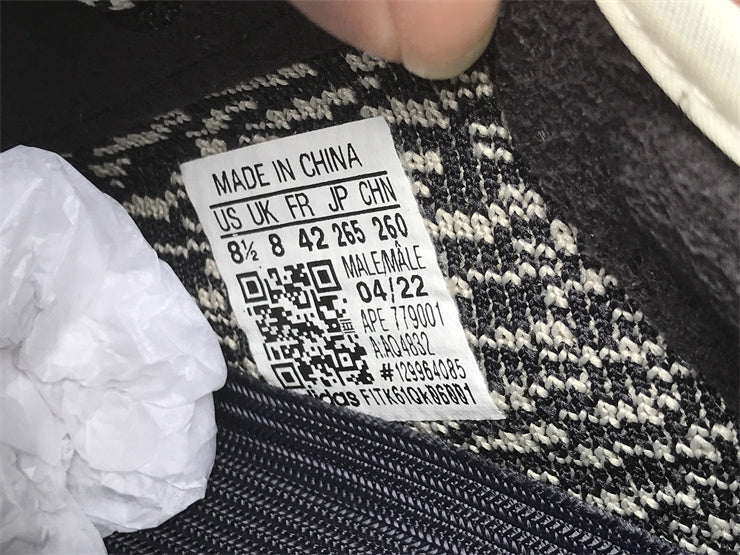 MADE IN CHINA
US UK FR JP CHN
8½ 8 42 265 260
MALE/MÂLE
04/22
APE 779001
A.AQ4832
#129964085
adidas F1TK61QK06001